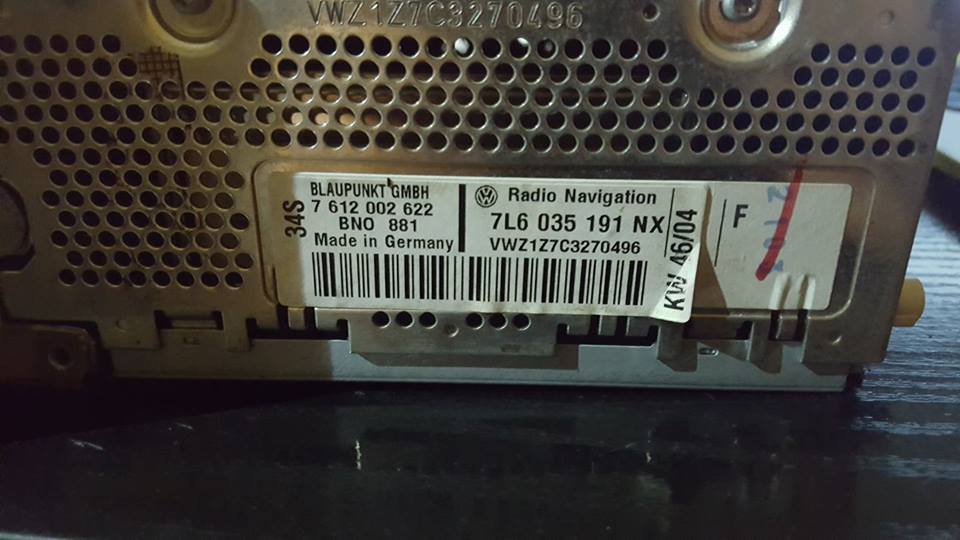 VWZ1Z7C3270496
34S
BLAUPUNKT GMBH
7 612 002 622
BNO 881
Made in Germany
Radio Navigation
7L6 035 191 NX
VWZ1Z7C3270496
KW 46/04
F